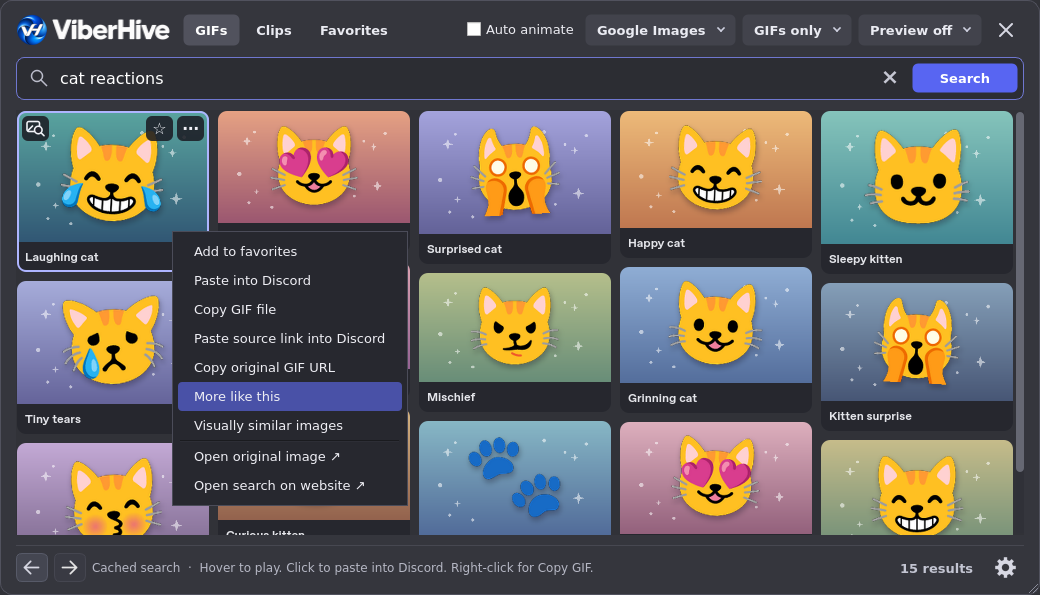 VH ViberHive GIFs Clips Favorites Auto animate Google Images GIFs only Preview off
cat reactions Search
Laughing cat
Surprised cat
Happy cat
Sleepy kitten
Add to favorites
Paste into Discord
Copy GIF file
Paste source link into Discord
Copy original GIF URL
More like this
Visually similar images
Open original image ↗
Open search on website ↗
Tiny tears
Mischief
Grinning cat
Kitten surprise
Curious kitten
Cached search · Hover to play. Click to paste into Discord. Right-click for Copy GIF. 15 results